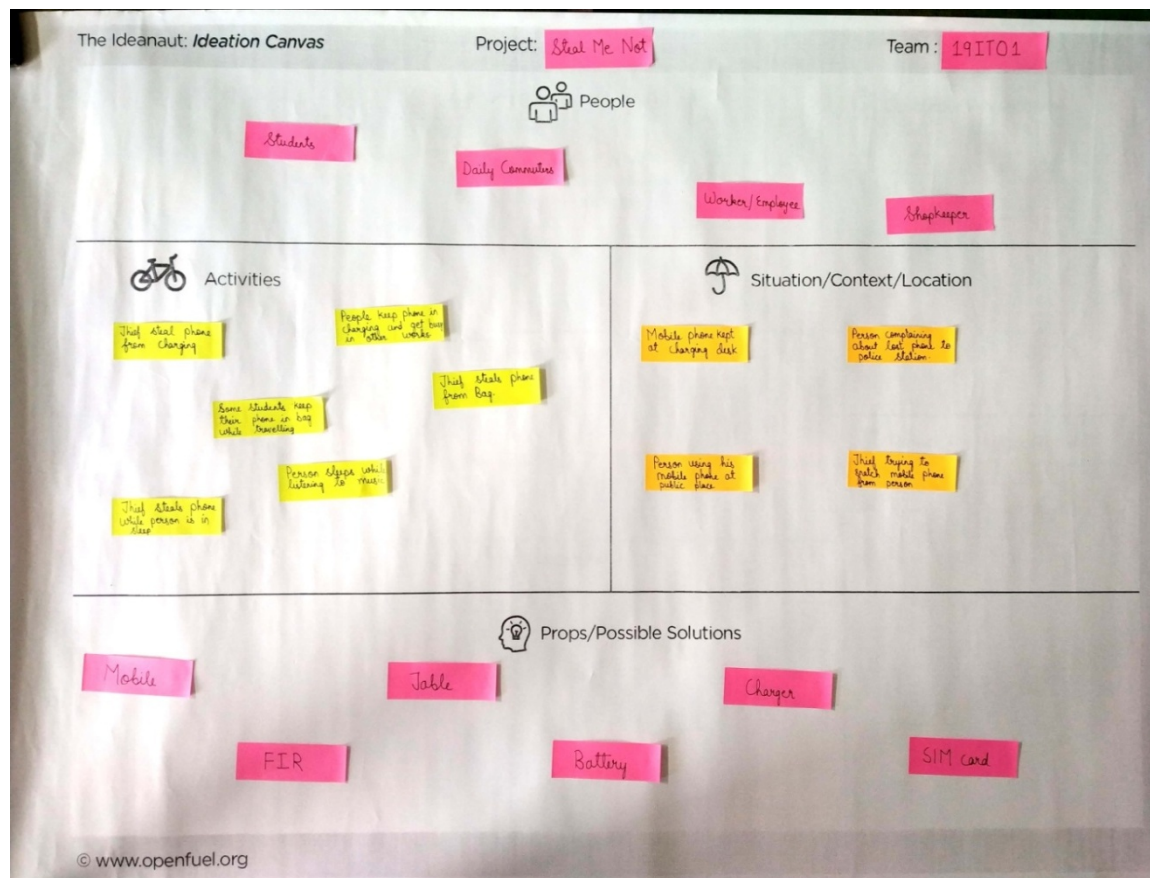 The Ideanaut: Ideation Canvas
Project: Steal Me Not
Team : 19IT01
People
Students
Daily Commuters
Worker/Employee
Shopkeeper
Activities
Thief steal phone
from charging
People keep phone in
charging and get busy
in other works
Thief steals phone
from Bag.
Some students keep
their phone in bag
while travelling
Person sleeps while
listening to music
Thief steals phone
while person is in
sleep
Situation/Context/Location
Mobile phone kept
at charging desk
Person complaining
about lost phone to
police station.
Person using his
mobile phone at
public place
Thief trying to
snatch mobile phone
from person
Props/Possible Solutions
Mobile
Table
Charger
FIR
Battery
SIM card
© www.openfuel.org